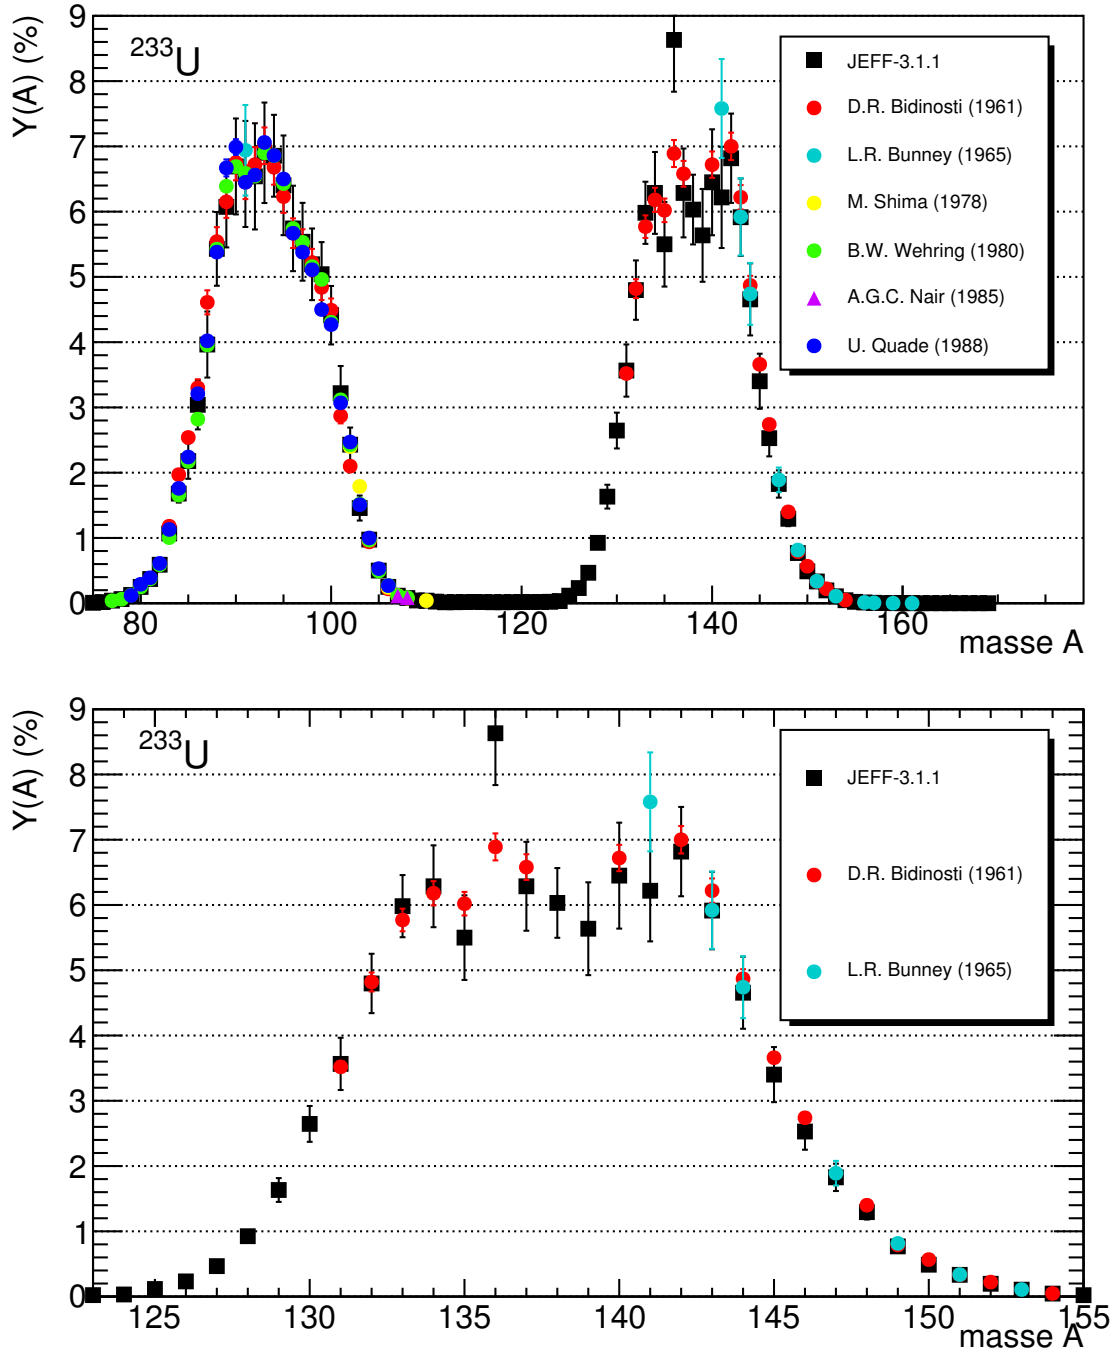 Y(A) (%)
9
8
7
6
5
4
3
2
1
0
²³³U
JEFF-3.1.1
D.R. Bidinosti (1961)
L.R. Bunney (1965)
M. Shima (1978)
B.W. Wehring (1980)
A.G.C. Nair (1985)
U. Quade (1988)
80 100 120 140 160
masse A
Y(A) (%)
9
8
7
6
5
4
3
2
1
0
²³³U
JEFF-3.1.1
D.R. Bidinosti (1961)
L.R. Bunney (1965)
125 130 135 140 145 150 155
masse A